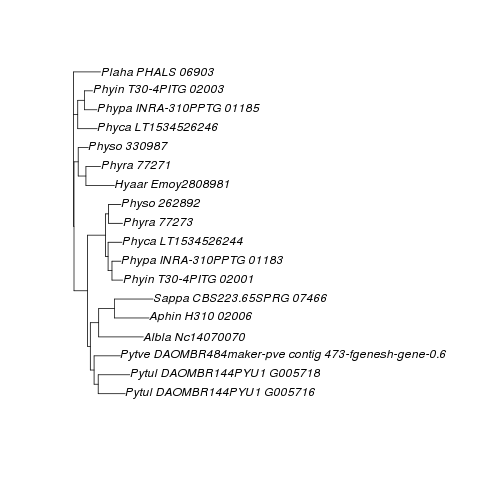 Plaha PHALS 06903
Phyin T30-4PITG 02003
Phypa INRA-310PPTG 01185
Phyca LT1534526246
Physo 330987
Phyra 77271
Hyaar Emoy2808981
Physo 262892
Phyra 77273
Phyca LT1534526244
Phypa INRA-310PPTG 01183
Phyin T30-4PITG 02001
Sappa CBS223.65SPRG 07466
Aphin H310 02006
Albla Nc14070070
Pytve DAOMBR484maker-pve contig 473-fgenesh-gene-0.6
Pytul DAOMBR144PYU1 G005718
Pytul DAOMBR144PYU1 G005716